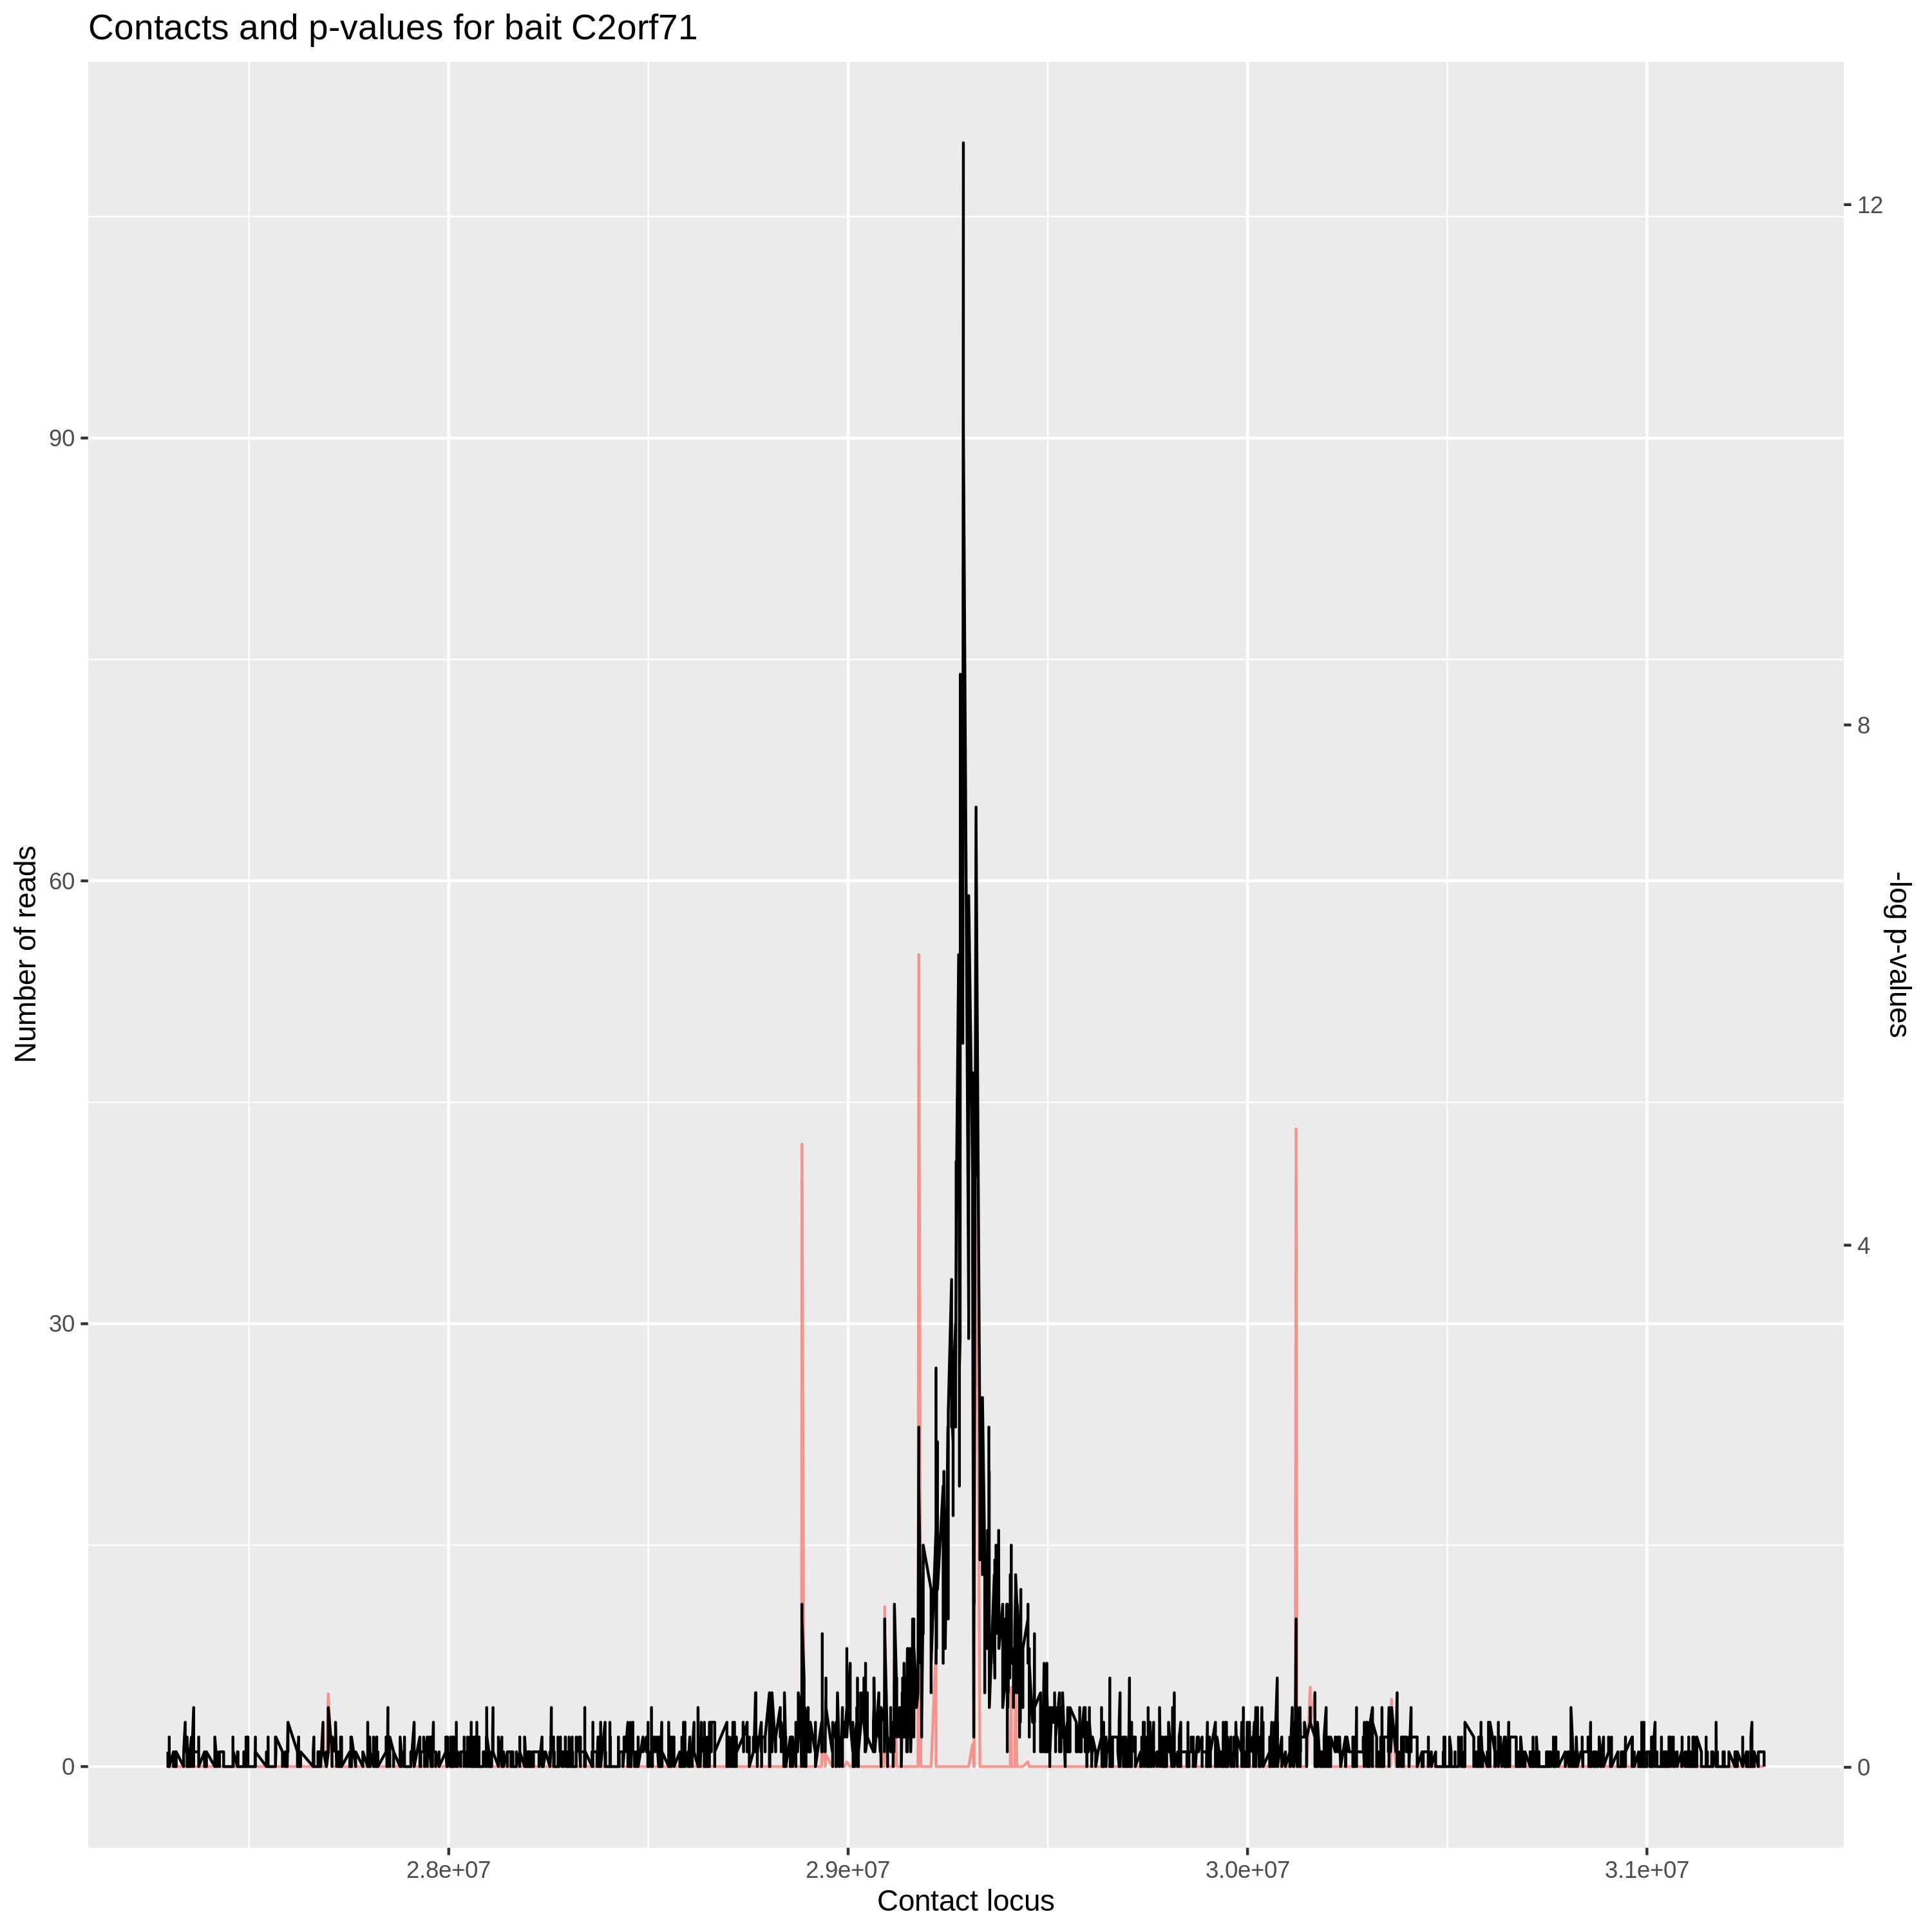 Contacts and p-values for bait C2orf71
12
90
8
60
Number of reads
-log p-values
4
30
0
0
2.8e+07
2.9e+07
3.0e+07
3.1e+07
Contact locus